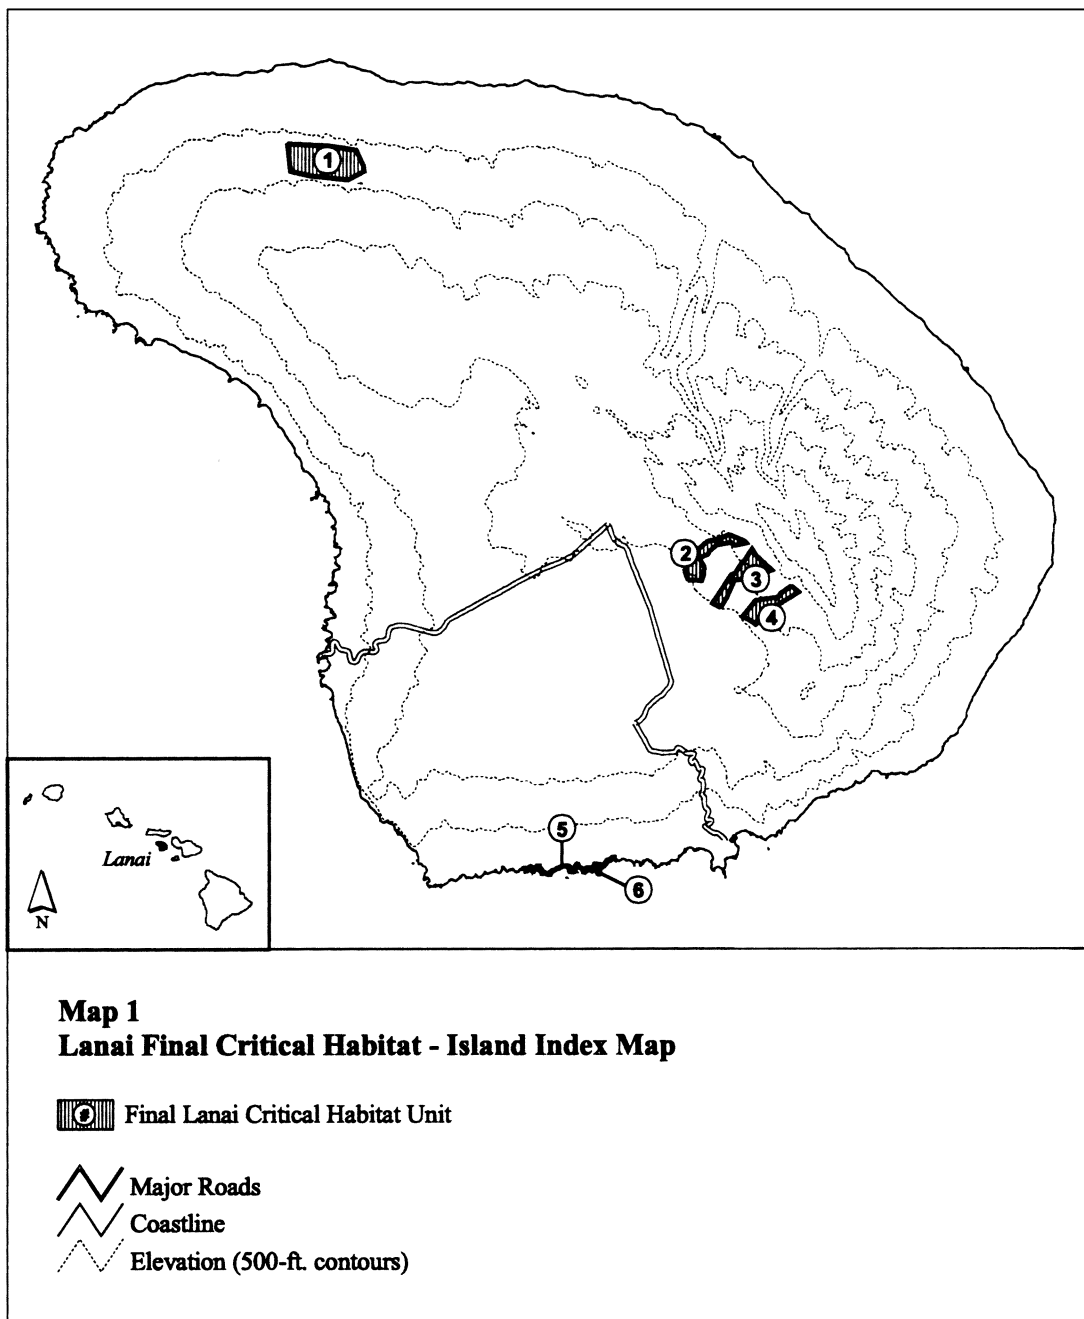 1
2
3
4
5
6
Lanai
N
Map 1
Lanai Final Critical Habitat - Island Index Map
# Final Lanai Critical Habitat Unit
Major Roads
Coastline
Elevation (500-ft. contours)